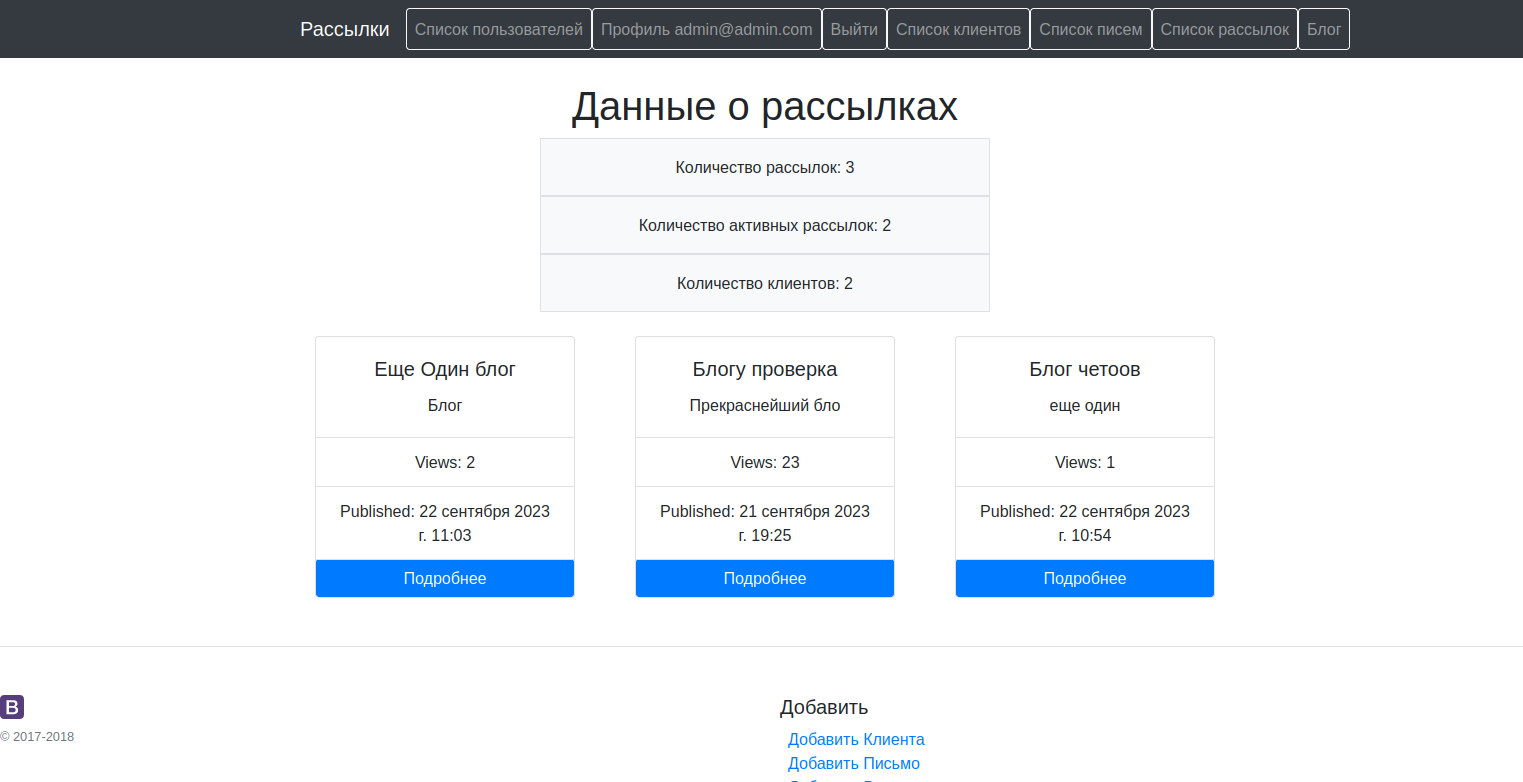 Рассылки Список пользователей Профиль admin@admin.com Выйти Список клиентов Список писем Список рассылок Блог
Данные о рассылках
Количество рассылок: 3
Количество активных рассылок: 2
Количество клиентов: 2
Еще Один блог
Блог
Views: 2
Published: 22 сентября 2023
г. 11:03
Подробнее
Блогу проверка
Прекраснейший бло
Views: 23
Published: 21 сентября 2023
г. 19:25
Подробнее
Блог четоов
еще один
Views: 1
Published: 22 сентября 2023
г. 10:54
Подробнее
B
© 2017-2018
Добавить
Добавить Клиента
Добавить Письмо